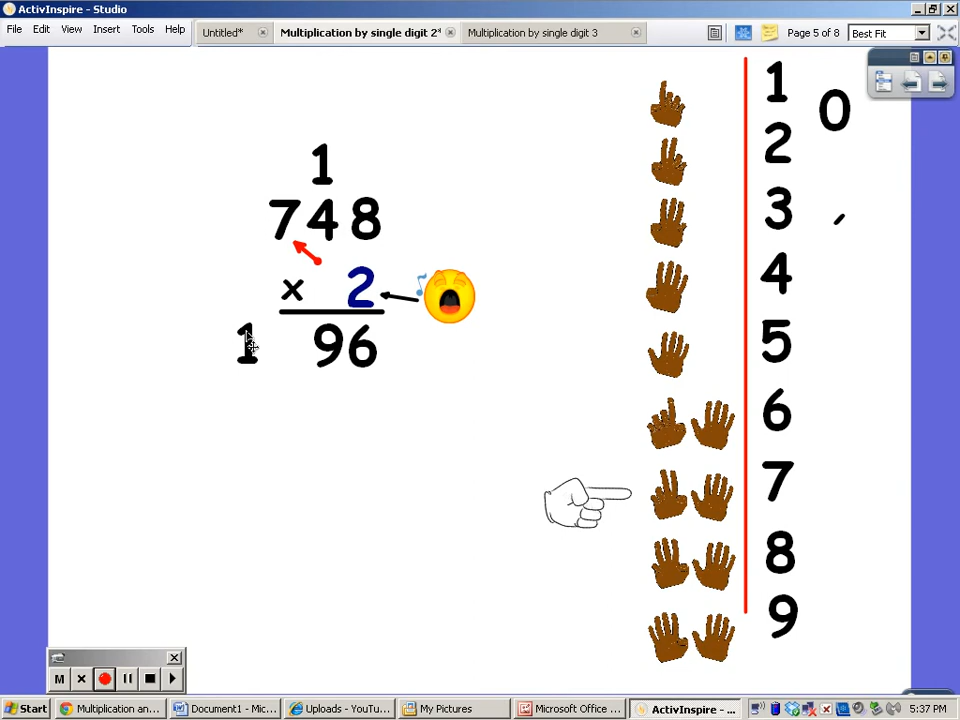 ActivInspire - Studio
File Edit View Insert Tools Help
Untitled*
Multiplication by single digit 2*
Multiplication by single digit 3
Page 5 of 8
Best Fit
1
748
× 2
1 96
1
2
3
4
5
6
7
8
9
0
M
Start
Multiplication an...
Document1 - Mic...
Uploads - YouTu...
My Pictures
Microsoft Office ...
ActivInspire - ...
5:37 PM